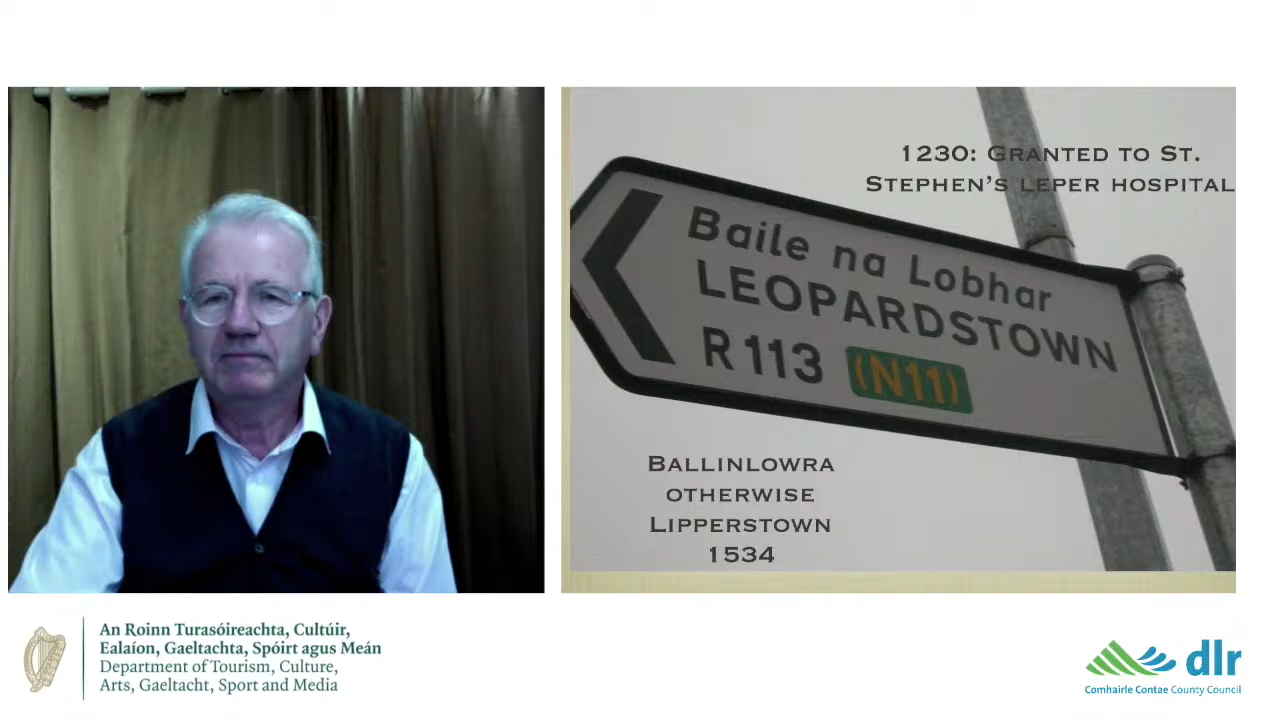 1230: Granted to St.
Stephen's leper hospital
Baile na Lobhar
LEOPARDSTOWN
R113 (N11)
Ballinlowra
otherwise
Lipperstown
1534
An Roinn Turasóireachta, Cultúir,
Ealaíon, Gaeltachta, Spóirt agus Meán
Department of Tourism, Culture,
Arts, Gaeltacht, Sport and Media
dlr
Comhairle Contae County Council